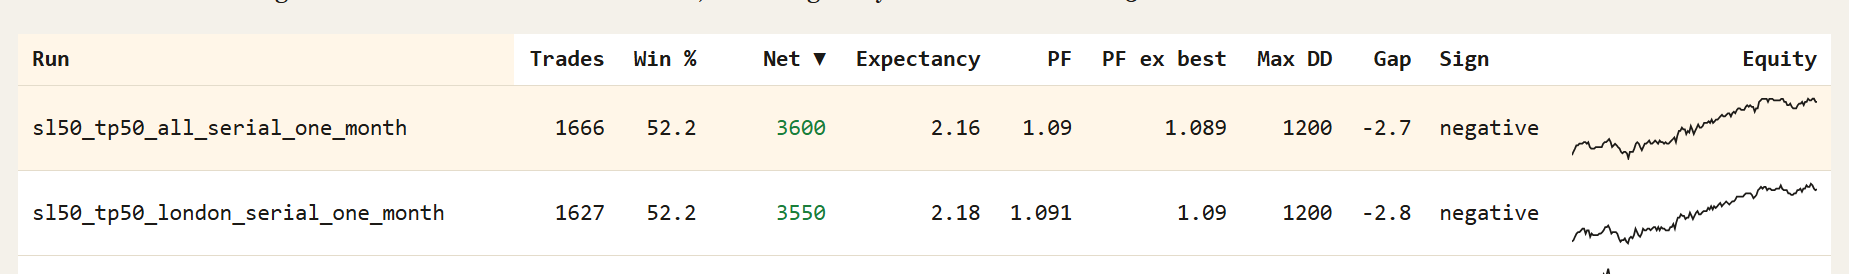 Run Trades Win % Net ▼ Expectancy PF PF ex best Max DD Gap Sign Equity
sl50_tp50_all_serial_one_month 1666 52.2 3600 2.16 1.09 1.089 1200 -2.7 negative
sl50_tp50_london_serial_one_month 1627 52.2 3550 2.18 1.091 1.09 1200 -2.8 negative